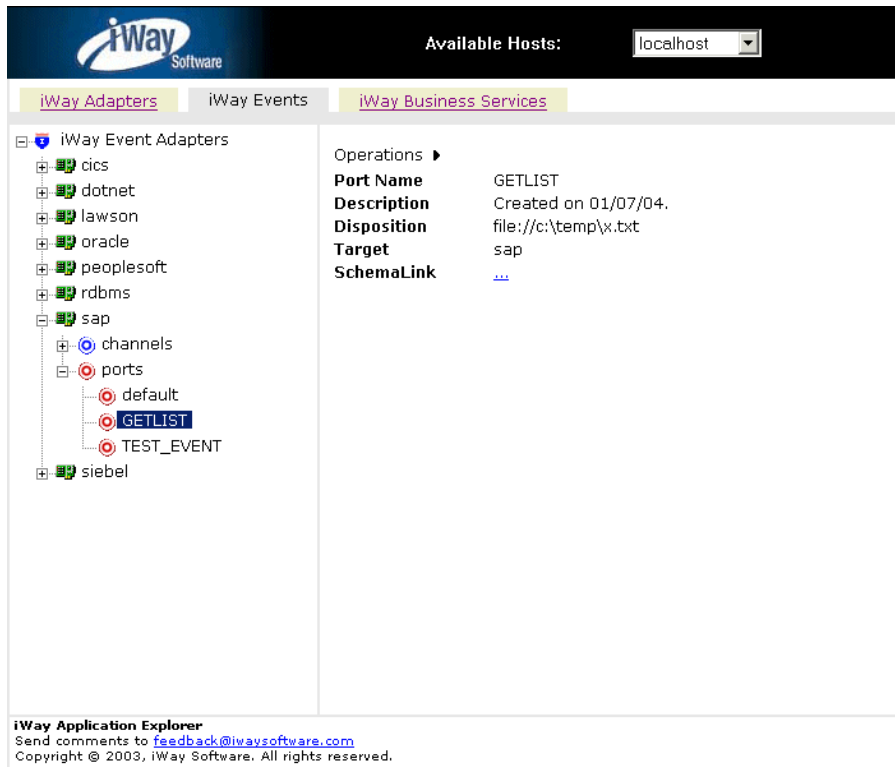 iWay
Software
Available Hosts:
localhost
iWay Adapters
iWay Events
iWay Business Services
iWay Event Adapters
cics
dotnet
lawson
oracle
peoplesoft
rdbms
sap
channels
ports
default
GETLIST
TEST_EVENT
siebel
Operations
Port Name GETLIST
Description Created on 01/07/04.
Disposition file://c:\temp\x.txt
Target sap
SchemaLink ...
iWay Application Explorer
Send comments to feedback@iwaysoftware.com
Copyright © 2003, iWay Software. All rights reserved.